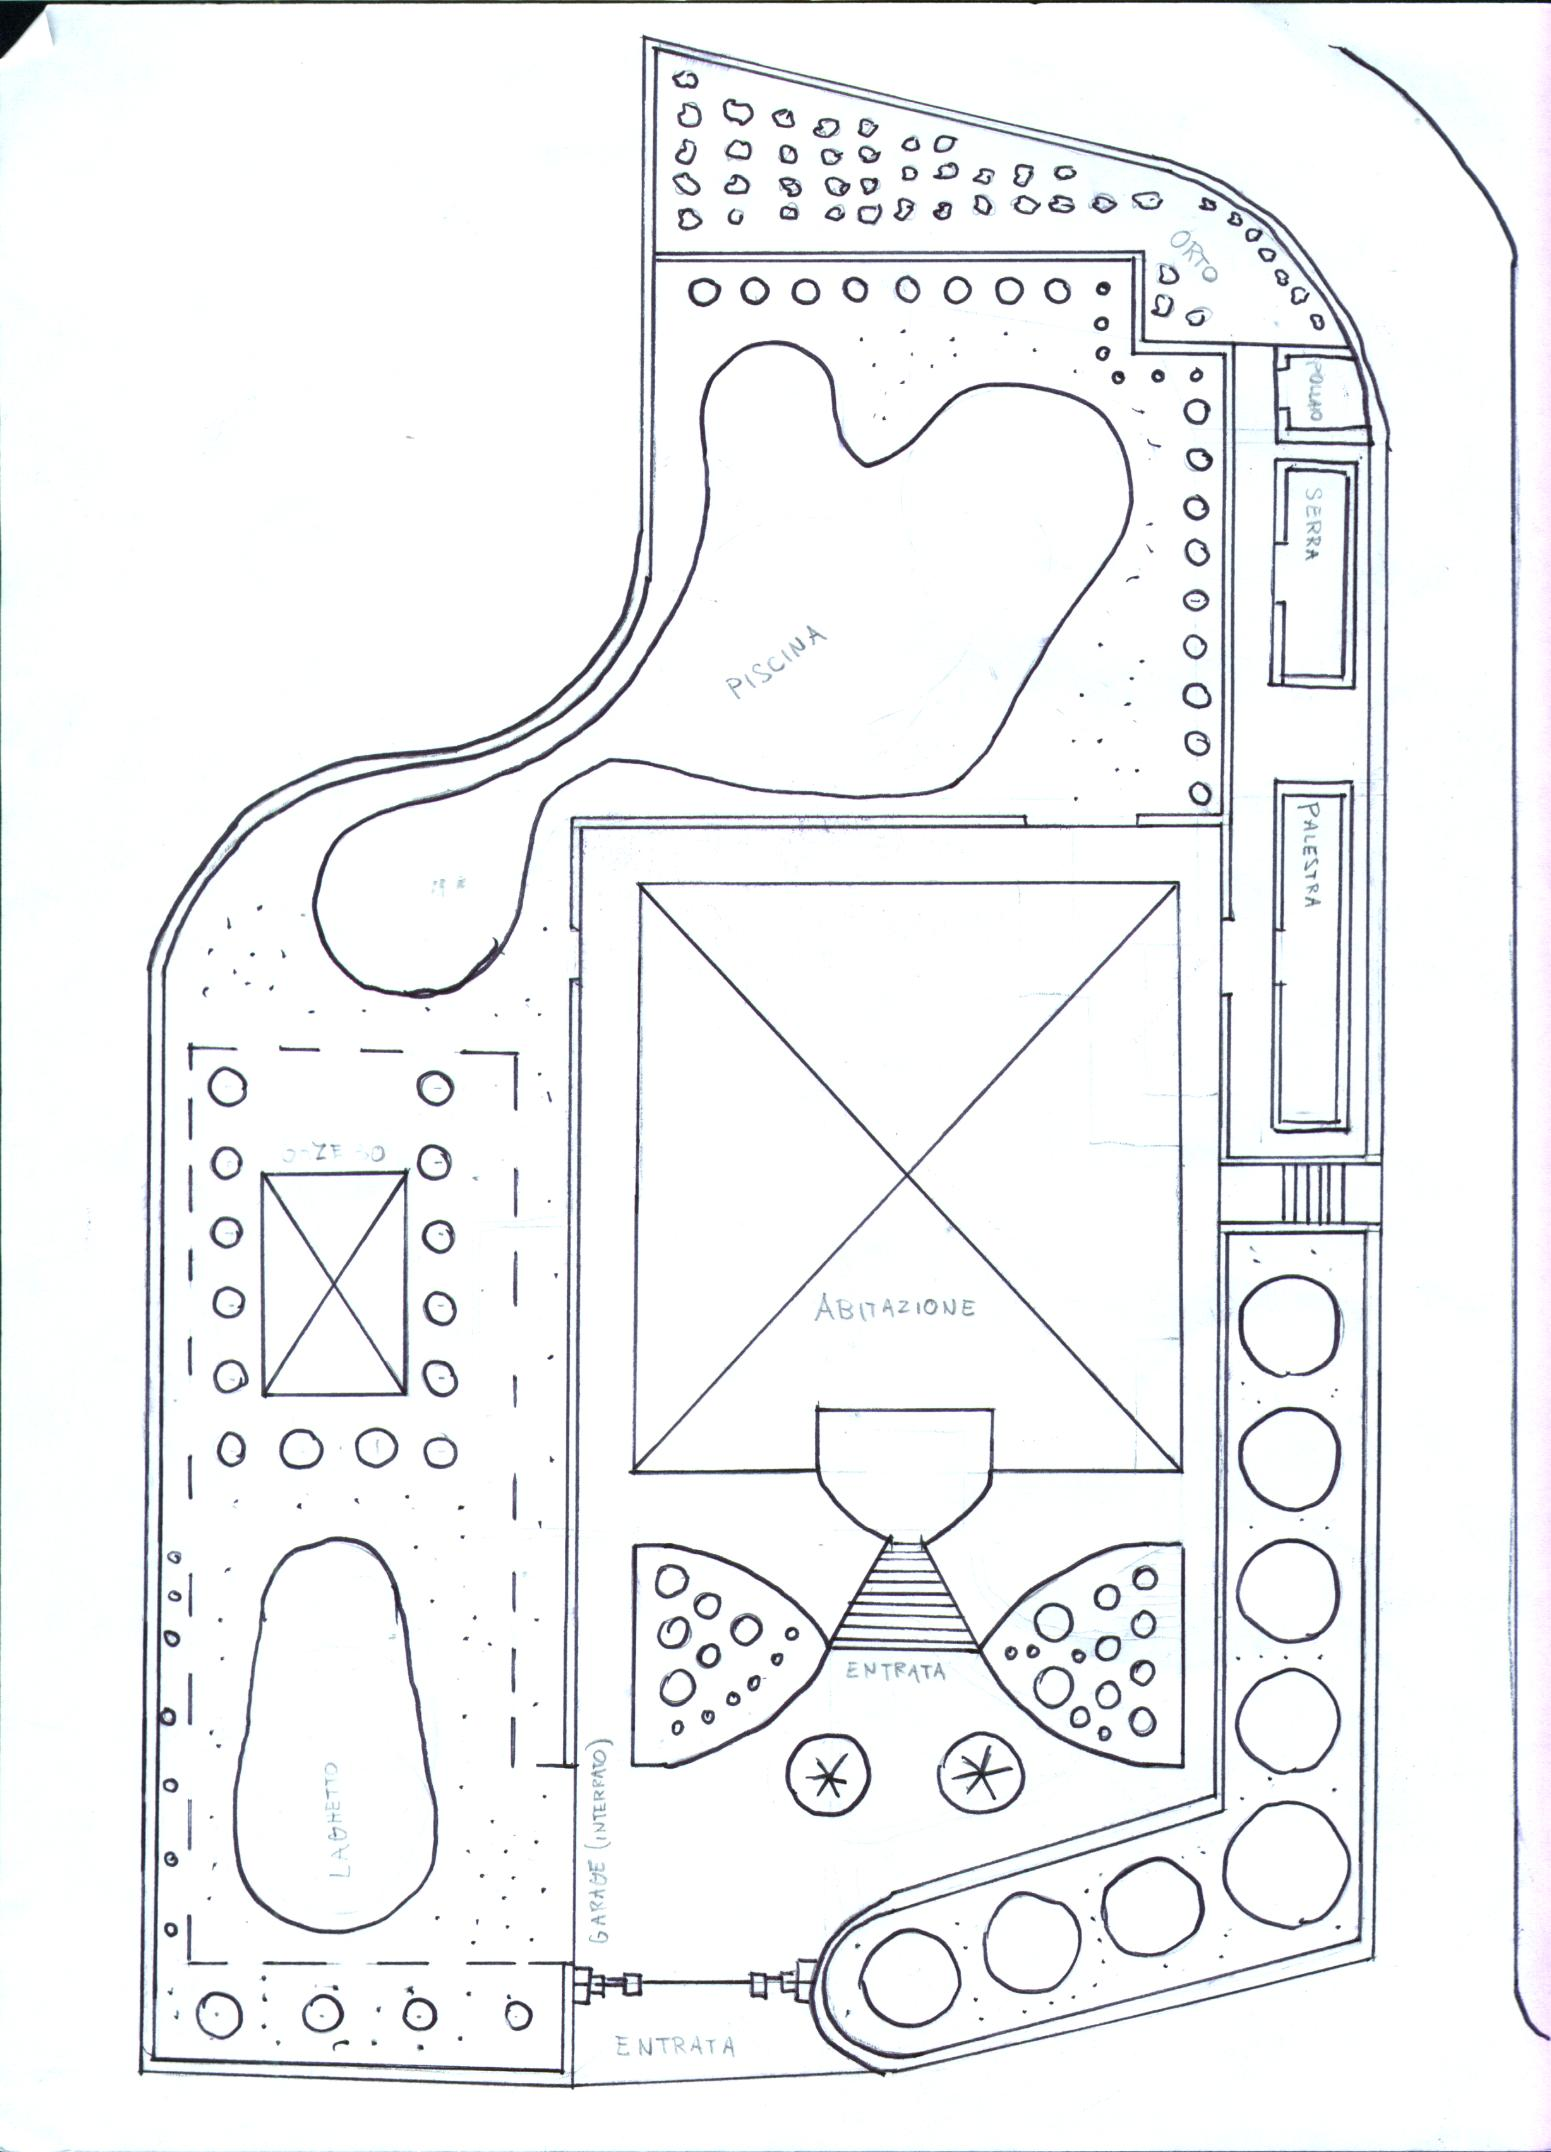 ORTO
POLLAIO
SERRA
PISCINA
PALESTRA
ABITAZIONE
ENTRATA
GARAGE (INTERRATO)
LAGHETTO
ENTRATA